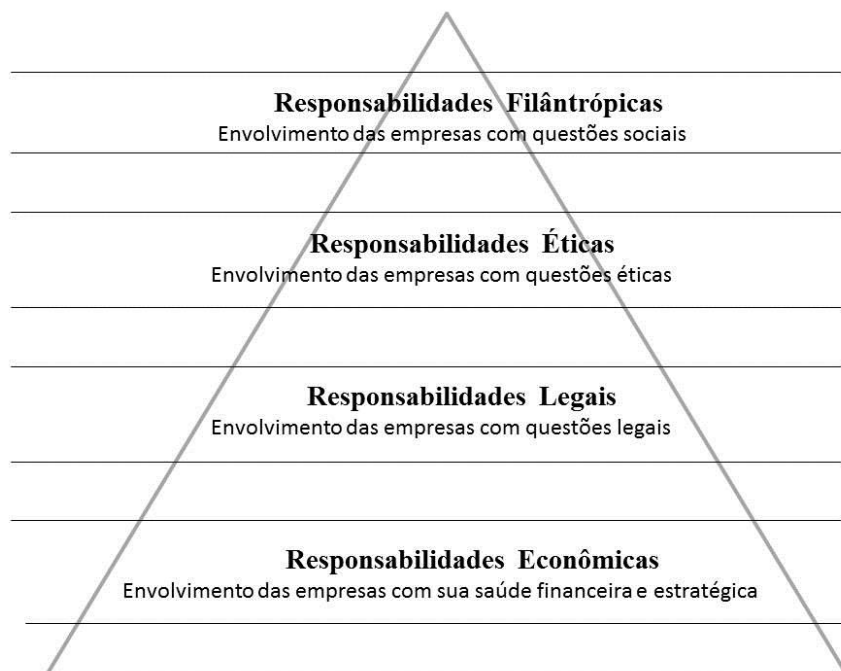 Responsabilidades Filântrópicas
Envolvimento das empresas com questões sociais
Responsabilidades Éticas
Envolvimento das empresas com questões éticas
Responsabilidades Legais
Envolvimento das empresas com questões legais
Responsabilidades Econômicas
Envolvimento das empresas com sua saúde financeira e estratégica